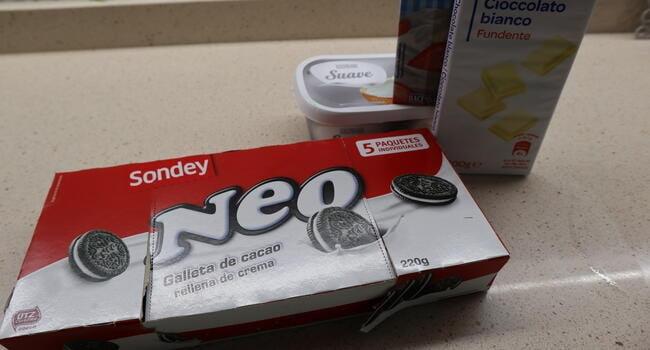 Cioccolato
bianco
Fundente
Suave
Sondey
5 PAQUETES
INDIVIDUALES
Neo
Galleta de cacao
rellena de crema
220g
UTZ